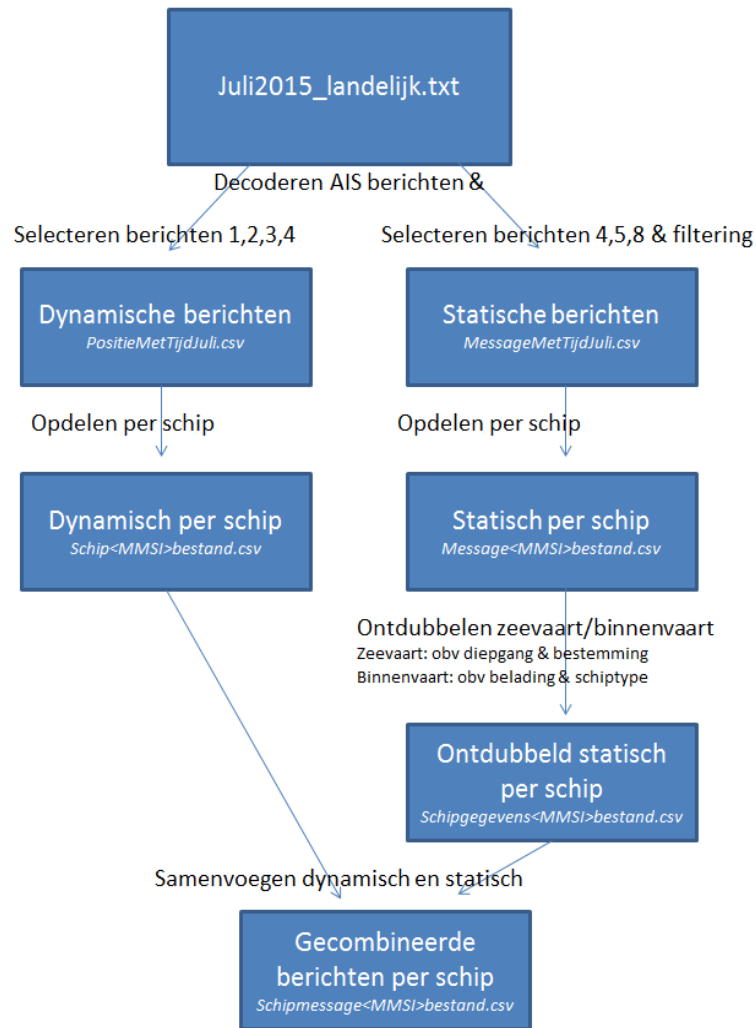 Juli2015_landelijk.txt
Decoderen AIS berichten &
Selecteren berichten 1,2,3,4
Selecteren berichten 4,5,8 & filtering
Dynamische berichten
PositieMetTijdJuli.csv
Statische berichten
MessageMetTijdJuli.csv
Opdelen per schip
Opdelen per schip
Dynamisch per schip
Schip<MMSI>bestand.csv
Statisch per schip
Message<MMSI>bestand.csv
Ontdubbelen zeevaart/binnenvaart
Zeevaart: obv diepgang & bestemming
Binnenvaart: obv belading & schiptype
Ontdubbeld statisch
per schip
Schipgegevens<MMSI>bestand.csv
Samenvoegen dynamisch en statisch
Gecombineerde
berichten per schip
Schipmessage<MMSI>bestand.csv